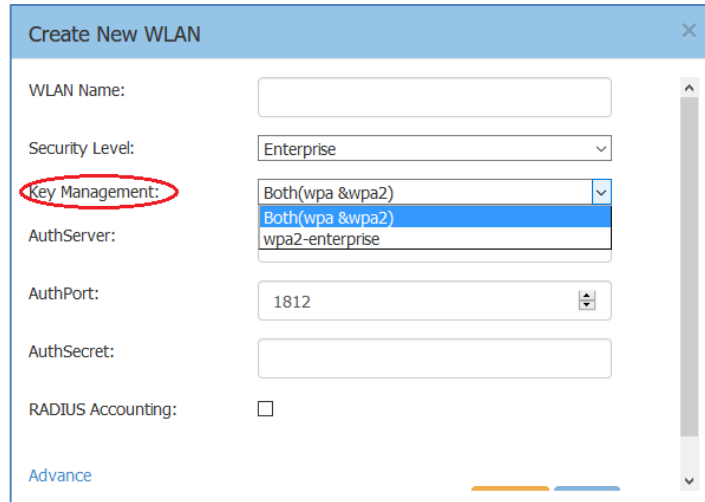 Create New WLAN
WLAN Name:
Security Level: Enterprise
Key Management: Both(wpa &wpa2)
Both(wpa &wpa2)
wpa2-enterprise
AuthServer:
AuthPort: 1812
AuthSecret:
RADIUS Accounting:
Advance